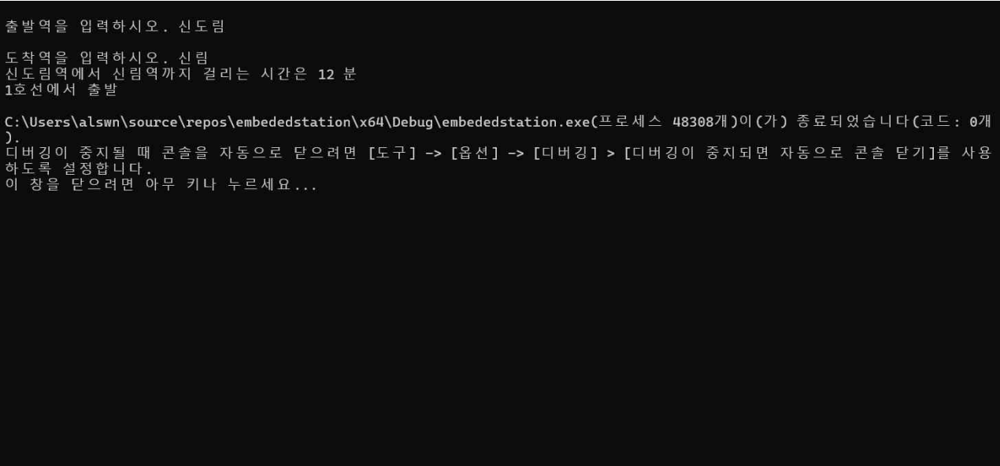 출발역을 입력하시오. 신도림
도착역을 입력하시오. 신림
신도림역에서 신림역까지 걸리는 시간은 12 분
1호선에서 출발
C:\Users\alswn\source\repos\embededstation\x64\Debug\embededstation.exe(프로세스 48308개)이(가) 종료되었습니다(코드: 0개
).
디버깅이 중지될 때 콘솔을 자동으로 닫으려면 [도구] -> [옵션] -> [디버깅] > [디버깅이 중지되면 자동으로 콘솔 닫기]를 사용
하도록 설정합니다.
이 창을 닫으려면 아무 키나 누르세요...